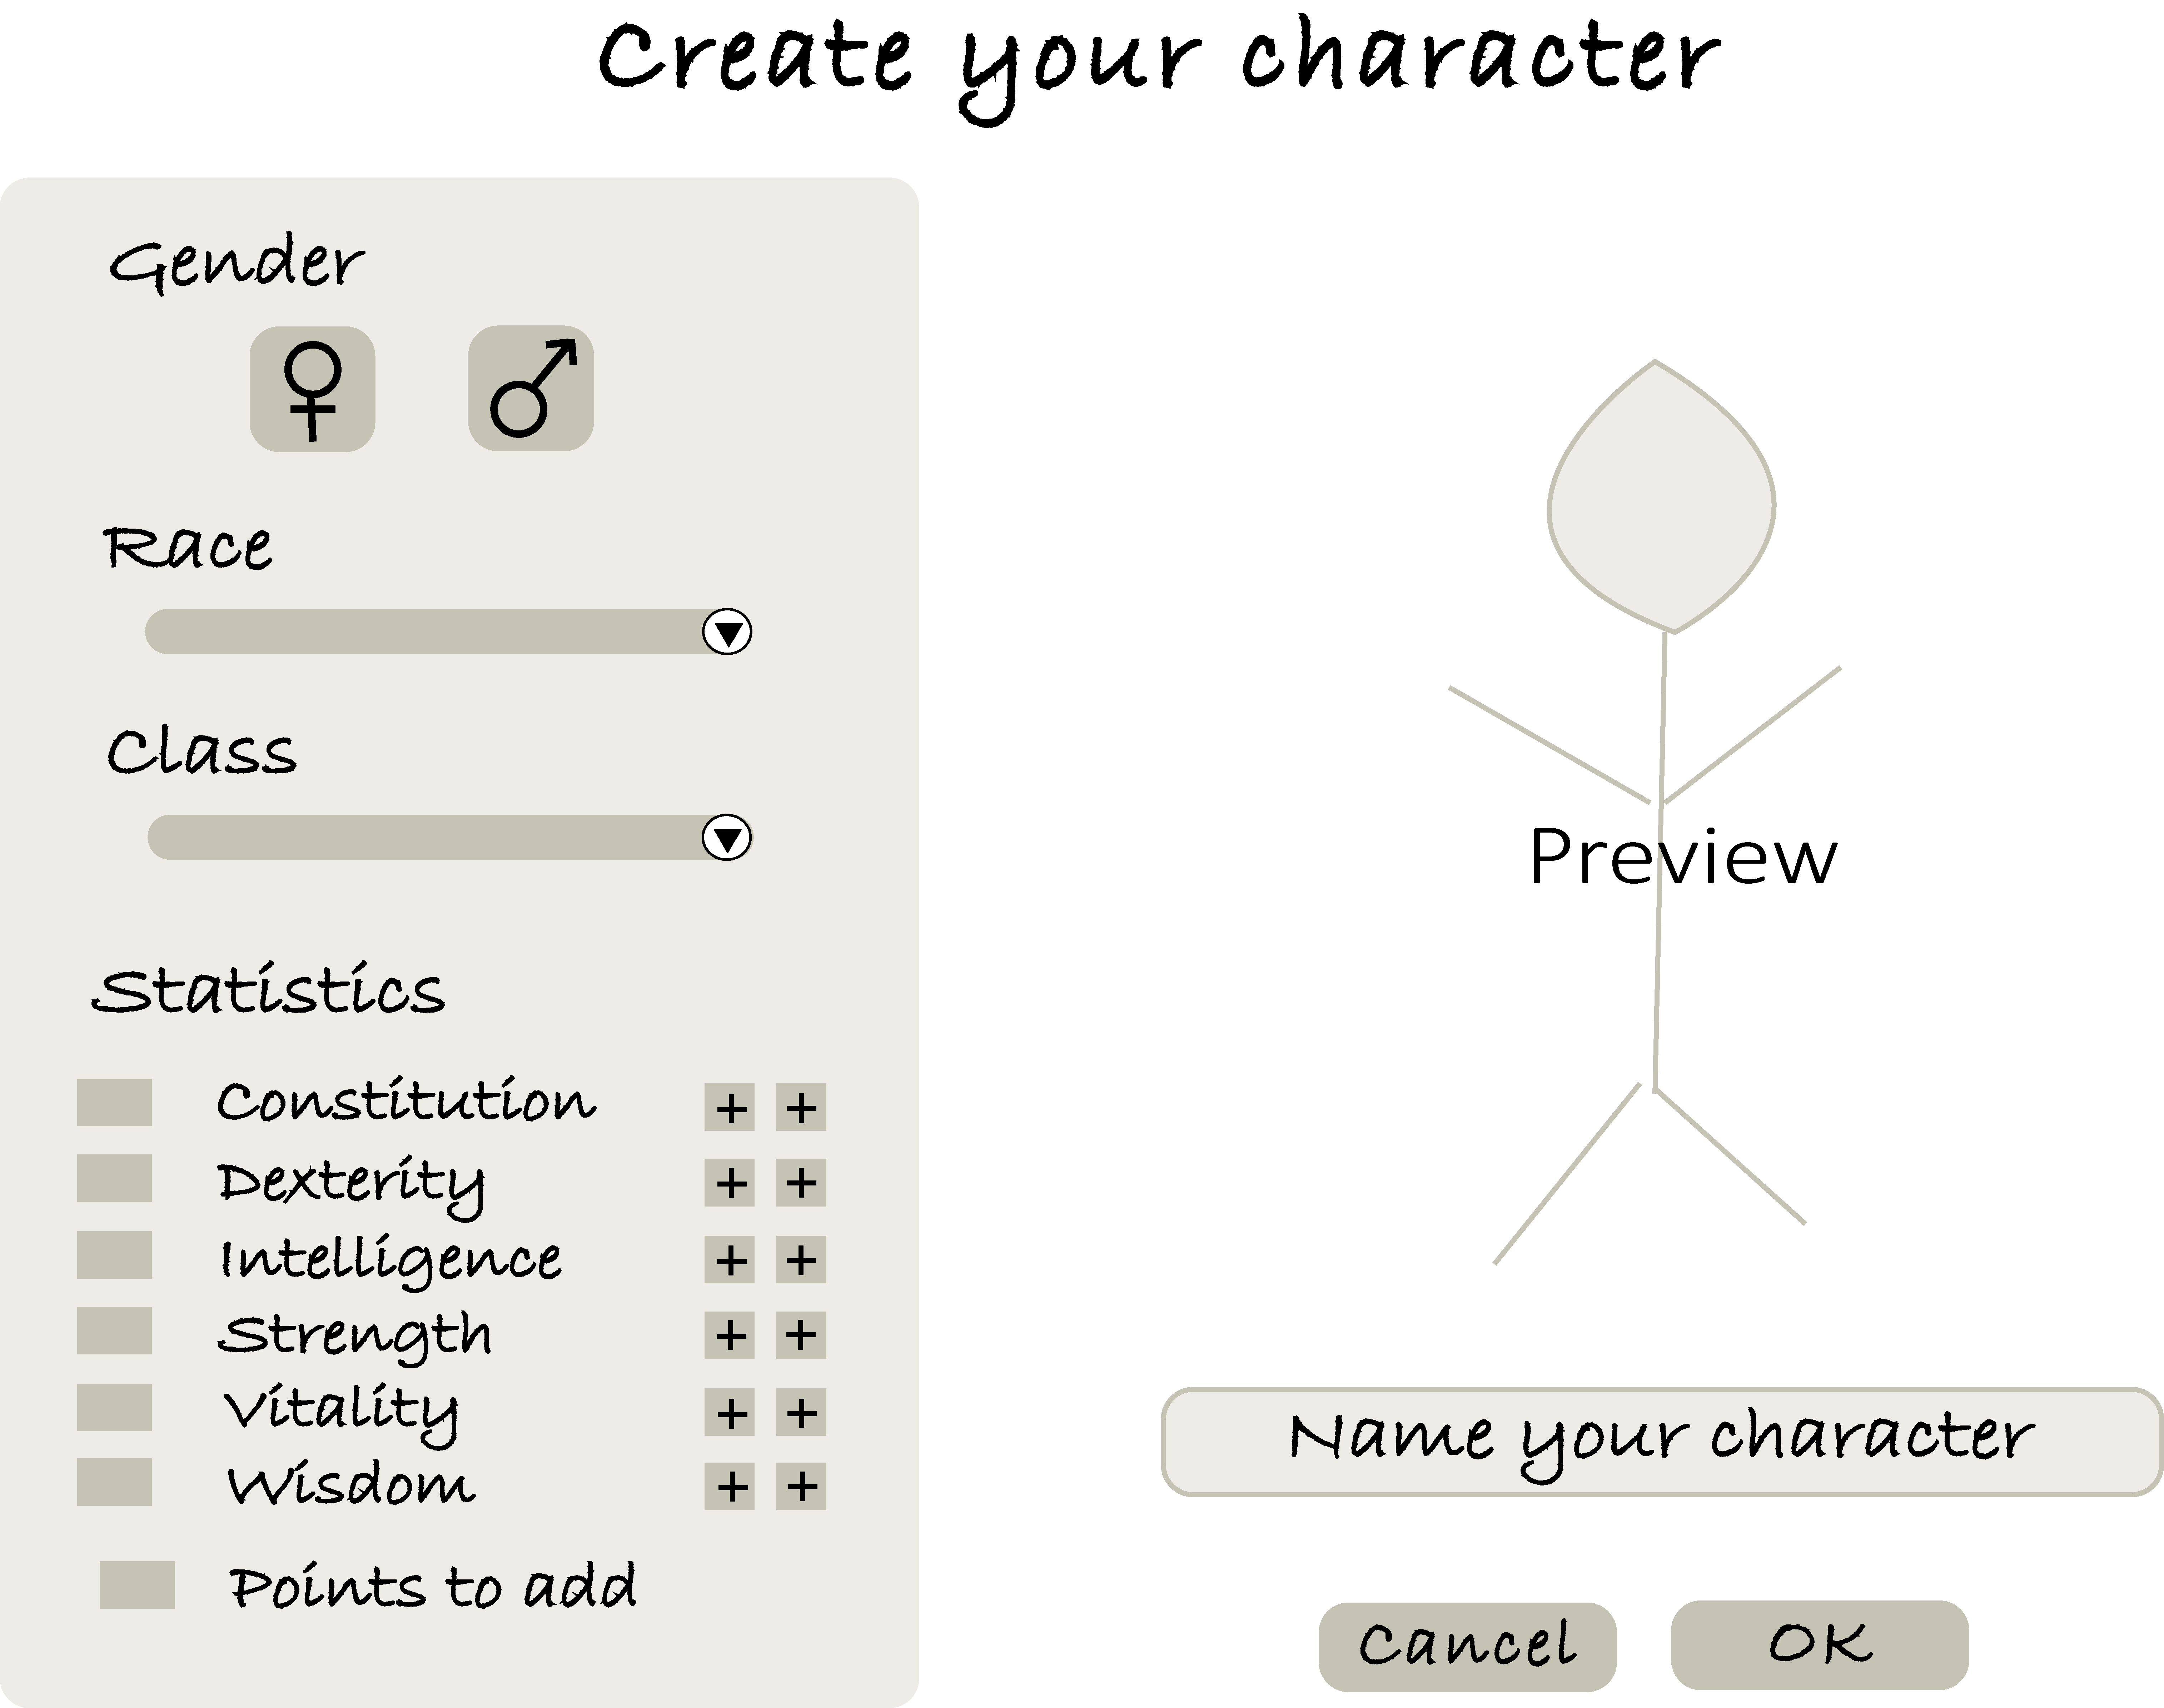 Create your character
Gender
♀ ♂
Race
Class
Statistics
Constitution + +
Dexterity + +
Intelligence + +
Strength + +
Vitality + +
Wisdom + +
Points to add
Preview
Name your character
Cancel OK